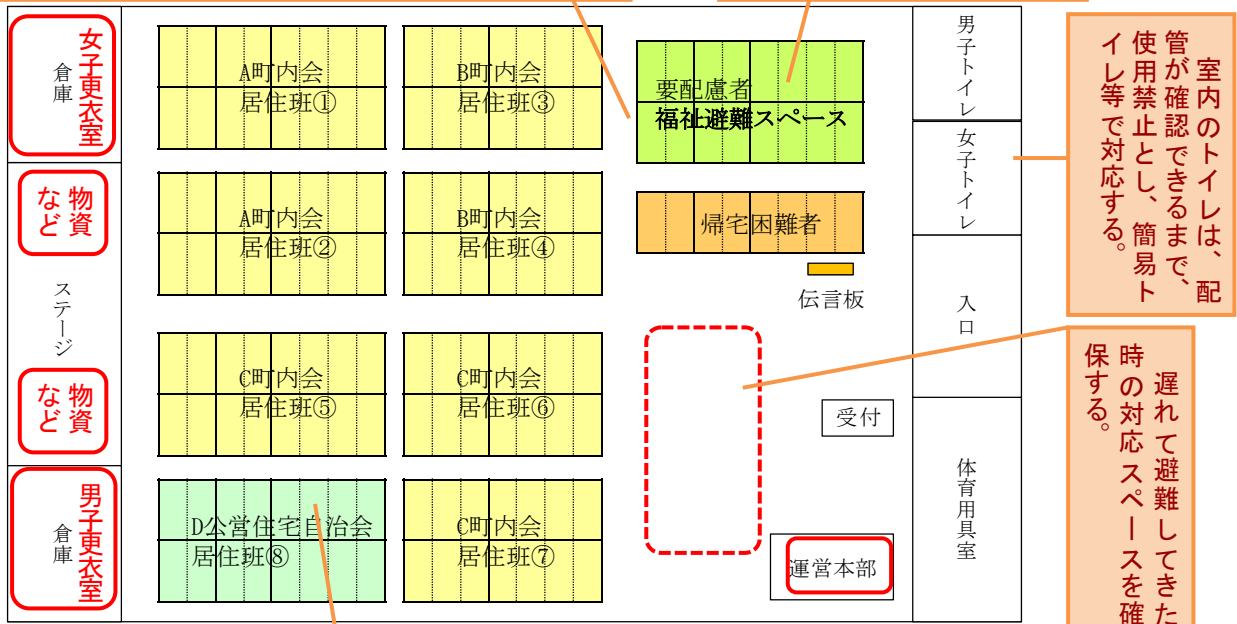 女子更衣室
倉庫
物資
など
ステージ
物資
など
男子更衣室
倉庫
A町内会
居住班①
B町内会
居住班③
A町内会
居住班②
B町内会
居住班④
C町内会
居住班⑤
C町内会
居住班⑥
D公営住宅自治会
居住班⑧
C町内会
居住班⑦
要配慮者
福祉避難スペース
帰宅困難者
伝言板
受付
運営本部
男子トイレ
女子トイレ
入口
体育用具室
室内のトイレは、配
管が確認できるまで、
使用禁止とし、簡易ト
イレ等で対応する。
遅れて避難してきた
時の対応スペースを確
保する。